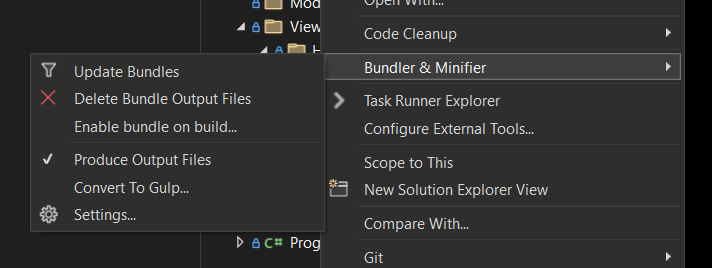 Open With...
View
Code Cleanup
Bundler & Minifier
Update Bundles
Delete Bundle Output Files
Enable bundle on build...
Produce Output Files
Convert To Gulp...
Settings...
Task Runner Explorer
Configure External Tools...
Scope to This
New Solution Explorer View
Compare With...
C# Prog
Git